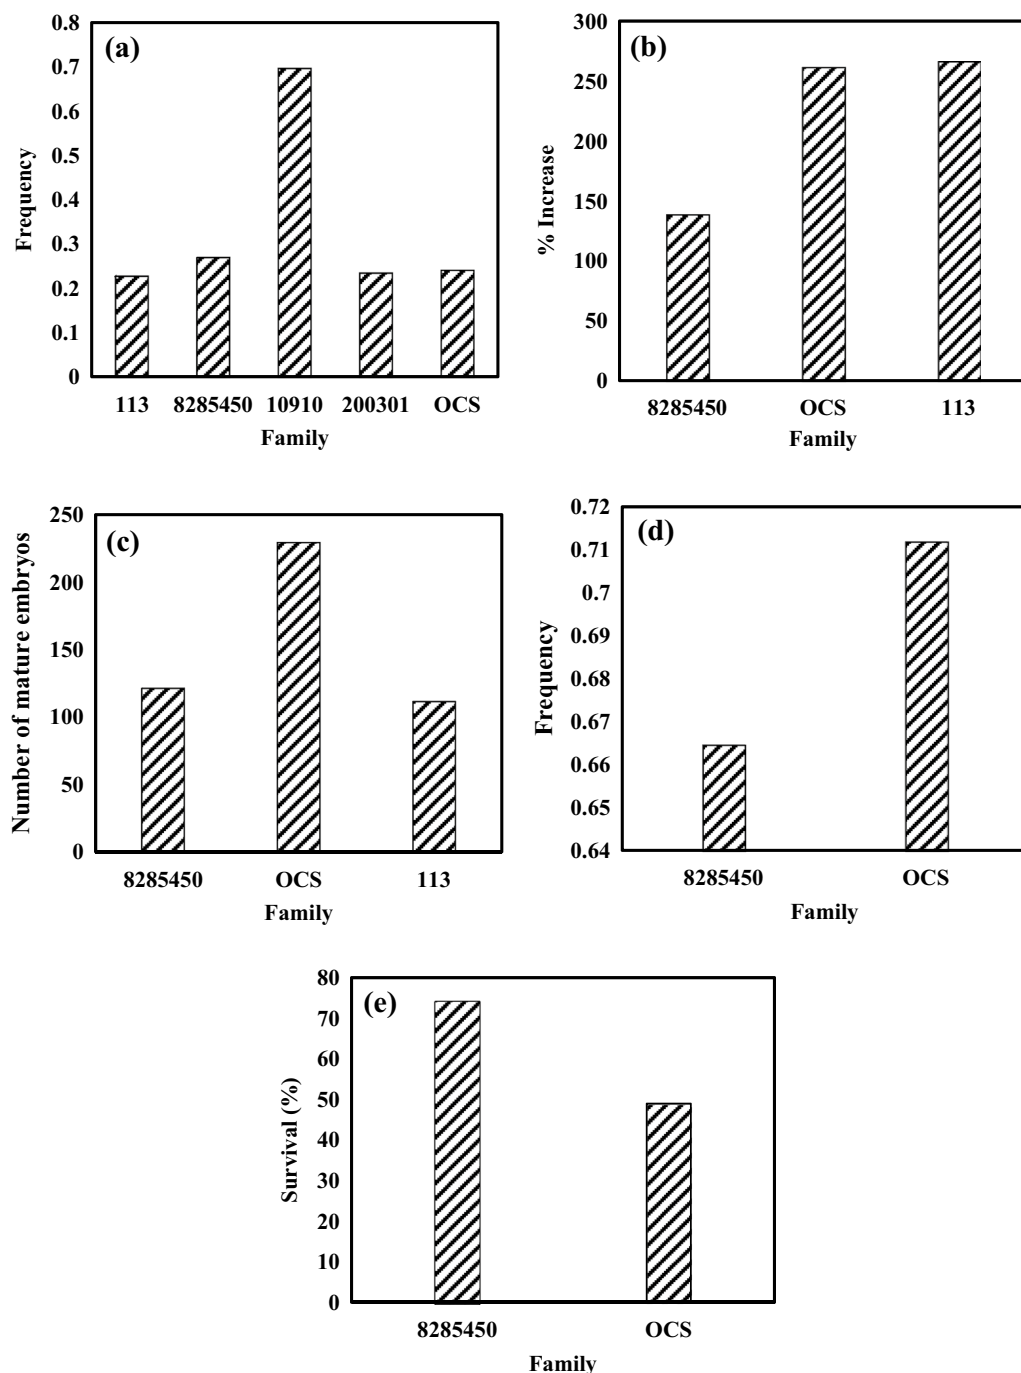 (a)
Frequency
0.8
0.7
0.6
0.5
0.4
0.3
0.2
0.1
0
113 8285450 10910 200301 OCS
Family
(b)
% Increase
300
250
200
150
100
50
0
8285450 OCS 113
Family
(c)
Number of mature embryos
250
200
150
100
50
0
8285450 OCS 113
Family
(d)
Frequency
0.72
0.71
0.7
0.69
0.68
0.67
0.66
0.65
0.64
8285450 OCS
Family
(e)
Survival (%)
80
70
60
50
40
30
20
10
0
8285450 OCS
Family